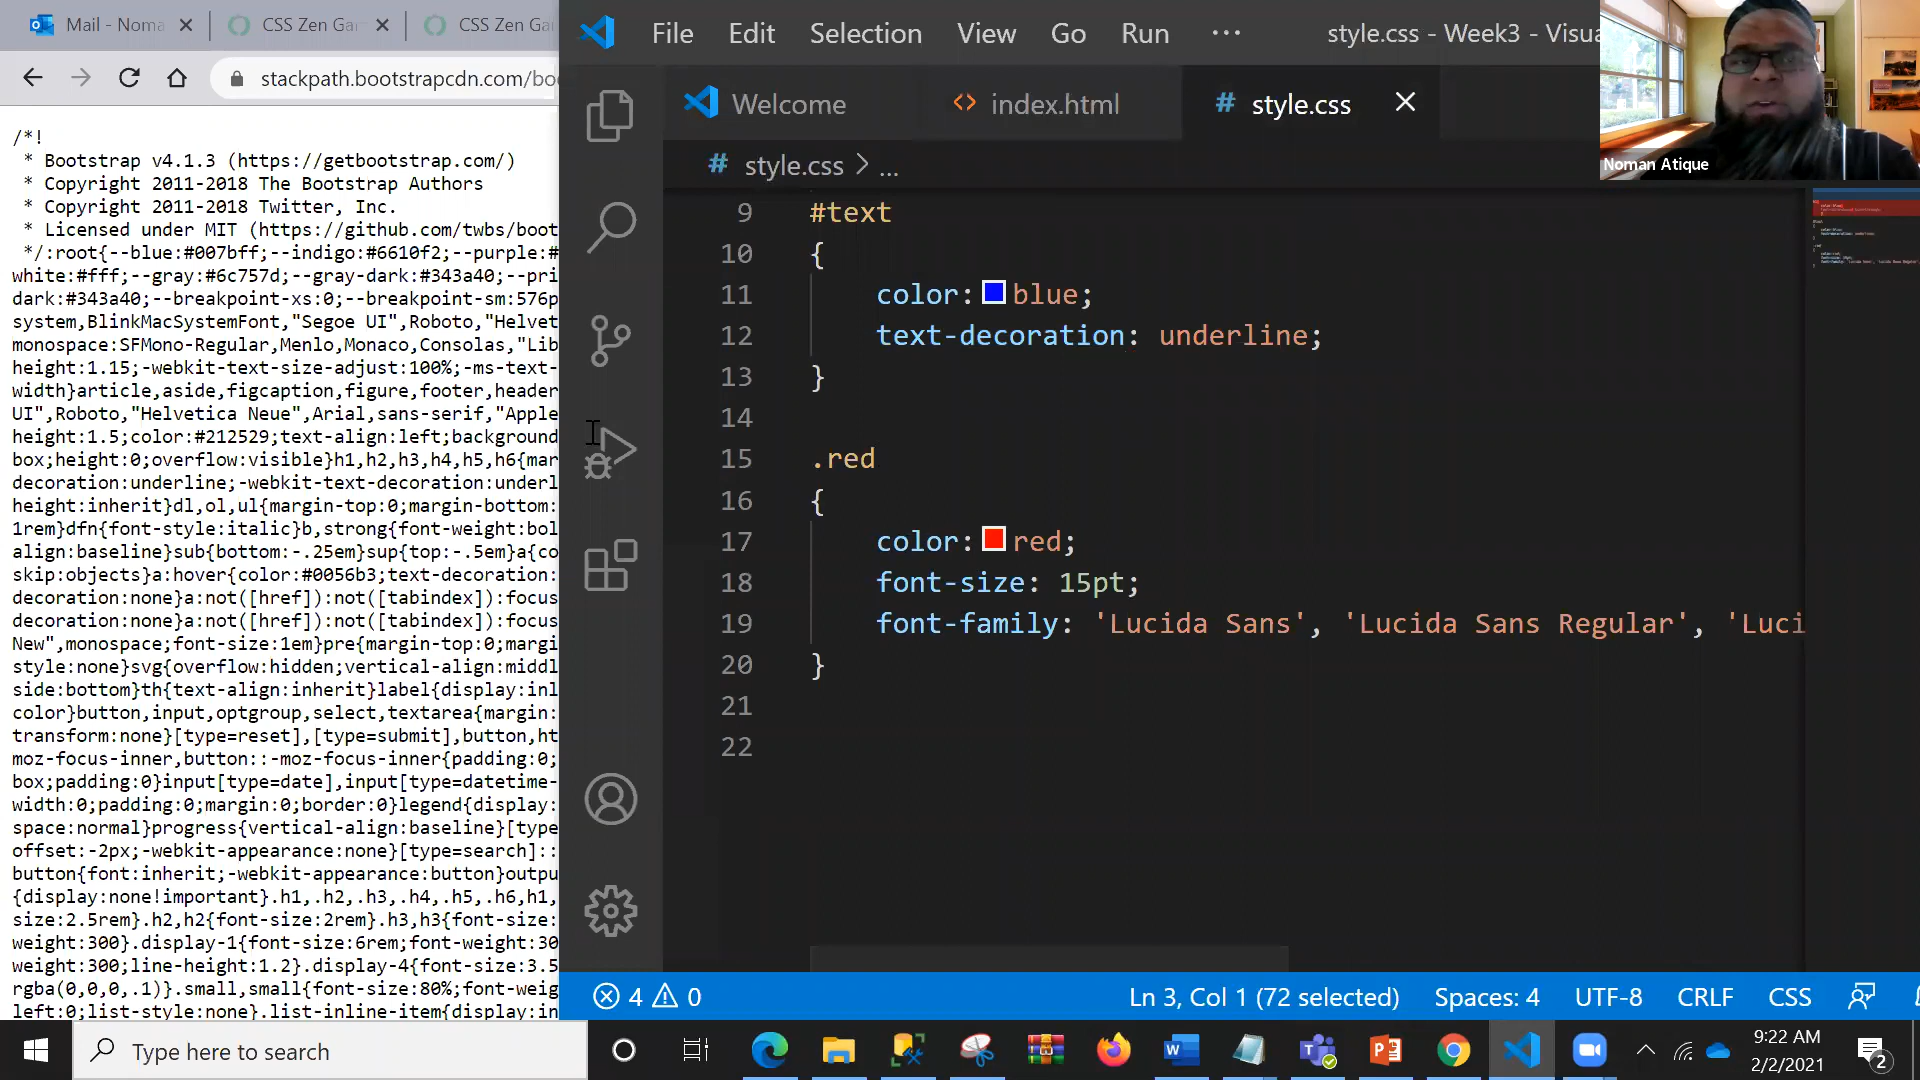 Mail - Noma
CSS Zen Ga
CSS Zen Ga
stackpath.bootstrapcdn.com/bo
/*!
* Bootstrap v4.1.3 (https://getbootstrap.com/)
* Copyright 2011-2018 The Bootstrap Authors
* Copyright 2011-2018 Twitter, Inc.
* Licensed under MIT (https://github.com/twbs/boot
*/:root{--blue:#007bff;--indigo:#6610f2;--purple:#
white:#fff;--gray:#6c757d;--gray-dark:#343a40;--pri
dark:#343a40;--breakpoint-xs:0;--breakpoint-sm:576p
system,BlinkMacSystemFont,"Segoe UI",Roboto,"Helvet
monospace:SFMono-Regular,Menlo,Monaco,Consolas,"Lib
height:1.15;-webkit-text-size-adjust:100%;-ms-text-
width}article,aside,figcaption,figure,footer,header
UI",Roboto,"Helvetica Neue",Arial,sans-serif,"Apple
height:1.5;color:#212529;text-align:left;background
box;height:0;overflow:visible}h1,h2,h3,h4,h5,h6{mar
decoration:underline;-webkit-text-decoration:underl
height:inherit}dl,ol,ul{margin-top:0;margin-bottom:
1rem}dfn{font-style:italic}b,strong{font-weight:bol
align:baseline}sub{bottom:-.25em}sup{top:-.5em}a{co
skip:objects}a:hover{color:#0056b3;text-decoration:
decoration:none}a:not([href]):not([tabindex]):focus
decoration:none}a:not([href]):not([tabindex]):focus
New",monospace;font-size:1em}pre{margin-top:0;margi
style:none}svg{overflow:hidden;vertical-align:middl
side:bottom}th{text-align:inherit}label{display:inl
color}button,input,optgroup,select,textarea{margin:
transform:none}[type=reset],[type=submit],button,ht
moz-focus-inner,button::-moz-focus-inner{padding:0;
box;padding:0}input[type=date],input[type=datetime-
width:0;padding:0;margin:0;border:0}legend{display:
space:normal}progress{vertical-align:baseline}[type
offset:-2px;-webkit-appearance:none}[type=search]::
button{font:inherit;-webkit-appearance:button}outpu
{display:none!important}.h1,.h2,.h3,.h4,.h5,.h6,h1,
size:2.5rem}.h2,h2{font-size:2rem}.h3,h3{font-size:
weight:300}.display-1{font-size:6rem;font-weight:30
weight:300;line-height:1.2}.display-4{font-size:3.5
rgba(0,0,0,.1)}.small,small{font-size:80%;font-weig
left:0;list-style:none}.list-inline-item{display:in
File Edit Selection View Go Run ··· style.css - Week3 - Visua
Welcome
<> index.html
# style.css
# style.css > ...
9 #text
10 {
11 color: blue;
12 text-decoration: underline;
13 }
14
15 .red
16 {
17 color: red;
18 font-size: 15pt;
19 font-family: 'Lucida Sans', 'Lucida Sans Regular', 'Luci
20 }
21
22
Noman Atique
4 0 Ln 3, Col 1 (72 selected) Spaces: 4 UTF-8 CRLF CSS
Type here to search
9:22 AM
2/2/2021
2